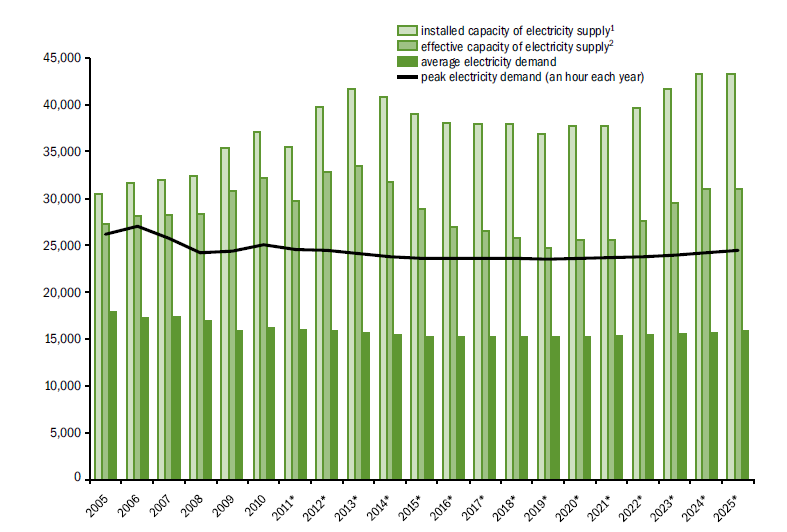 installed capacity of electricity supply1
effective capacity of electricity supply2
average electricity demand
peak electricity demand (an hour each year)
45,000
40,000
35,000
30,000
25,000
20,000
15,000
10,000
5,000
0
2005 2006 2007 2008 2009 2010 2011* 2012* 2013* 2014* 2015* 2016* 2017* 2018* 2019* 2020* 2021* 2022* 2023* 2024* 2025*